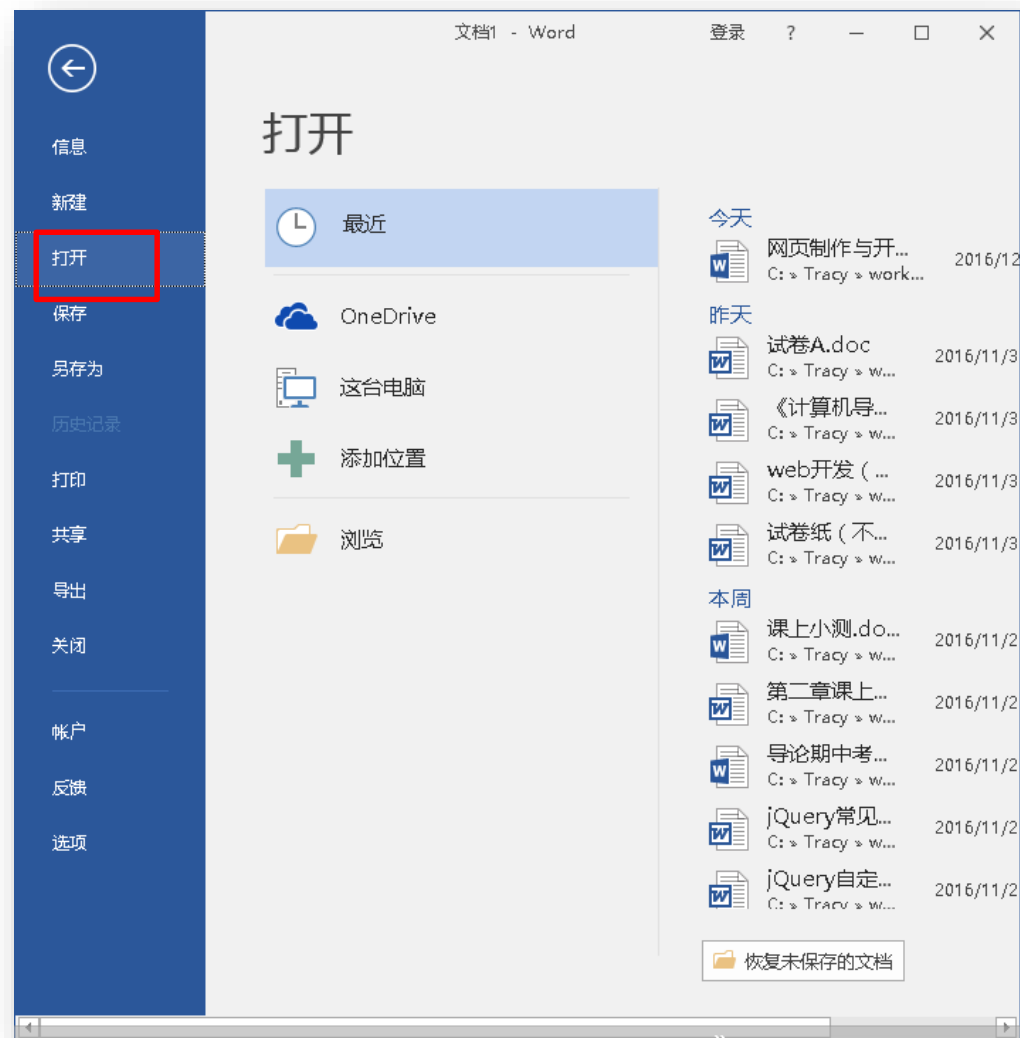 文档1 - Word
登录 ?
信息
新建
打开
保存
另存为
历史记录
打印
共享
导出
关闭
帐户
反馈
选项
打开
最近
OneDrive
这台电脑
添加位置
浏览
今天
网页制作与开... 2016/12
C: » Tracy » work...
昨天
试卷A.doc 2016/11/3
C: » Tracy » w...
《计算机导... 2016/11/3
C: » Tracy » w...
web开发 ( ... 2016/11/3
C: » Tracy » w...
试卷纸 ( 不... 2016/11/3
C: » Tracy » w...
本周
课上小测.do... 2016/11/2
C: » Tracy » w...
第二章课上... 2016/11/2
C: » Tracy » w...
导论期中考... 2016/11/2
C: » Tracy » w...
jQuery常见... 2016/11/2
C: » Tracy » w...
jQuery自定... 2016/11/2
C: » Tracy » w...
恢复未保存的文档